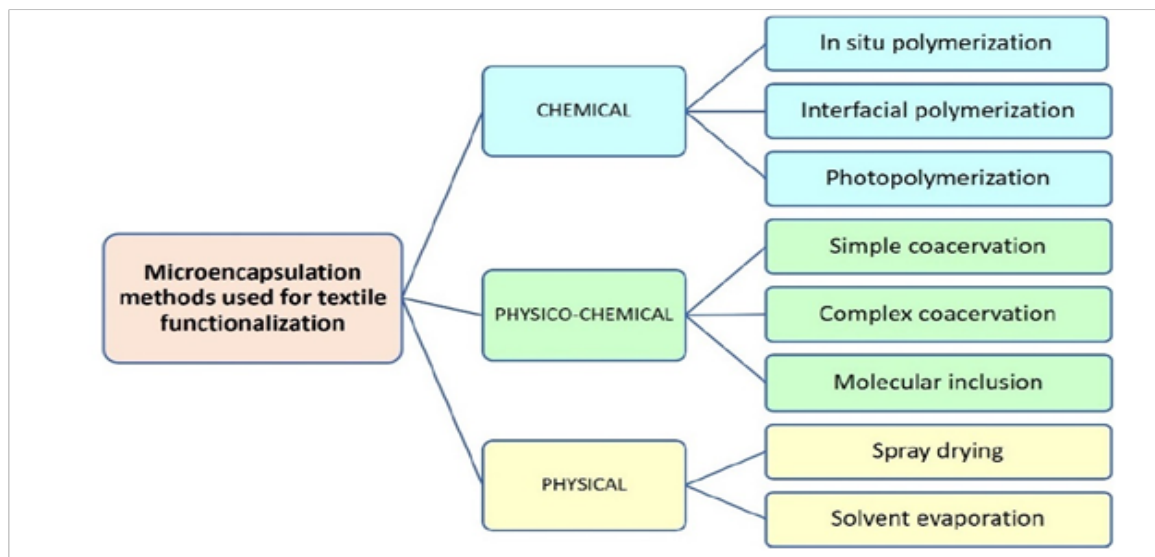 Microencapsulation
methods used for textile
functionalization
CHEMICAL
In situ polymerization
Interfacial polymerization
Photopolymerization
PHYSICO-CHEMICAL
Simple coacervation
Complex coacervation
Molecular inclusion
PHYSICAL
Spray drying
Solvent evaporation